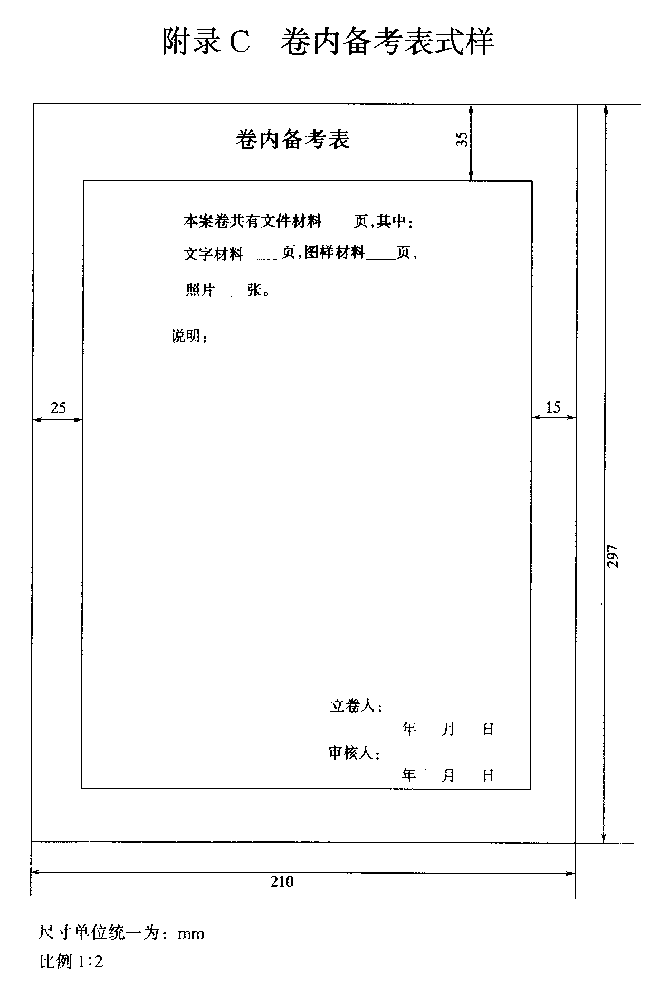 附录 C 卷内备考表式样
卷内备考表
35
本案卷共有文件材料 页,其中:
文字材料 ____页,图样材料____页,
照片____张。
说明:
25
15
297
立卷人:
年 月 日
审核人:
年 月 日
210
尺寸单位统一为: mm
比例 1:2